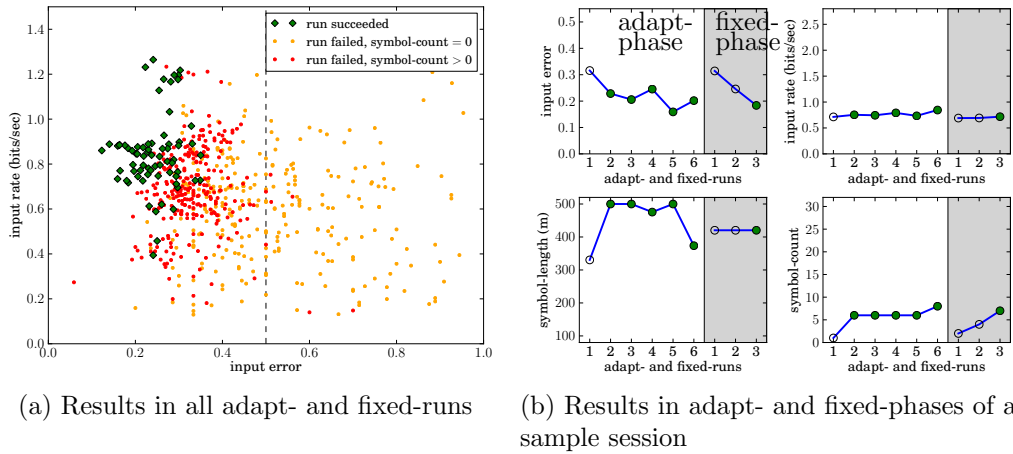 run succeeded
run failed, symbol-count = 0
run failed, symbol-count > 0
input rate (bits/sec)
1.4
1.2
1.0
0.8
0.6
0.4
0.2
0.0
0.0 0.2 0.4 0.6 0.8 1.0
input error
(a) Results in all adapt- and fixed-runs
adapt-phase
fixed-phase
input error
0.5
0.4
0.3
0.2
0.1
0.0
1 2 3 4 5 6 1 2 3
adapt- and fixed-runs
input rate (bits/sec)
2.5
2.0
1.5
1.0
0.5
0.0
1 2 3 4 5 6 1 2 3
adapt- and fixed-runs
symbol-length (m)
500
400
300
200
100
1 2 3 4 5 6 1 2 3
adapt- and fixed-runs
symbol-count
30
25
20
15
10
5
0
1 2 3 4 5 6 1 2 3
adapt- and fixed-runs
(b) Results in adapt- and fixed-phases of a
sample session